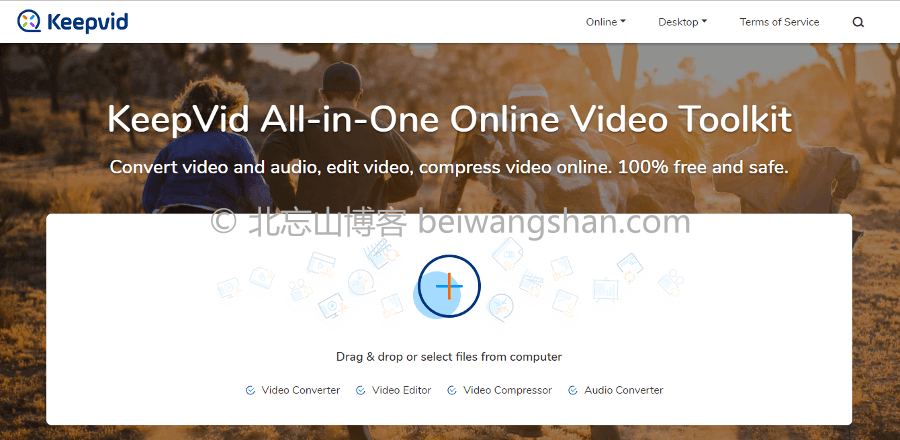 Keepvid
Online Desktop Terms of Service
KeepVid All-in-One Online Video Toolkit
Convert video and audio, edit video, compress video online. 100% free and safe.
© 北忘山博客 beiwangshan.com
Drag & drop or select files from computer
Video Converter Video Editor Video Compressor Audio Converter